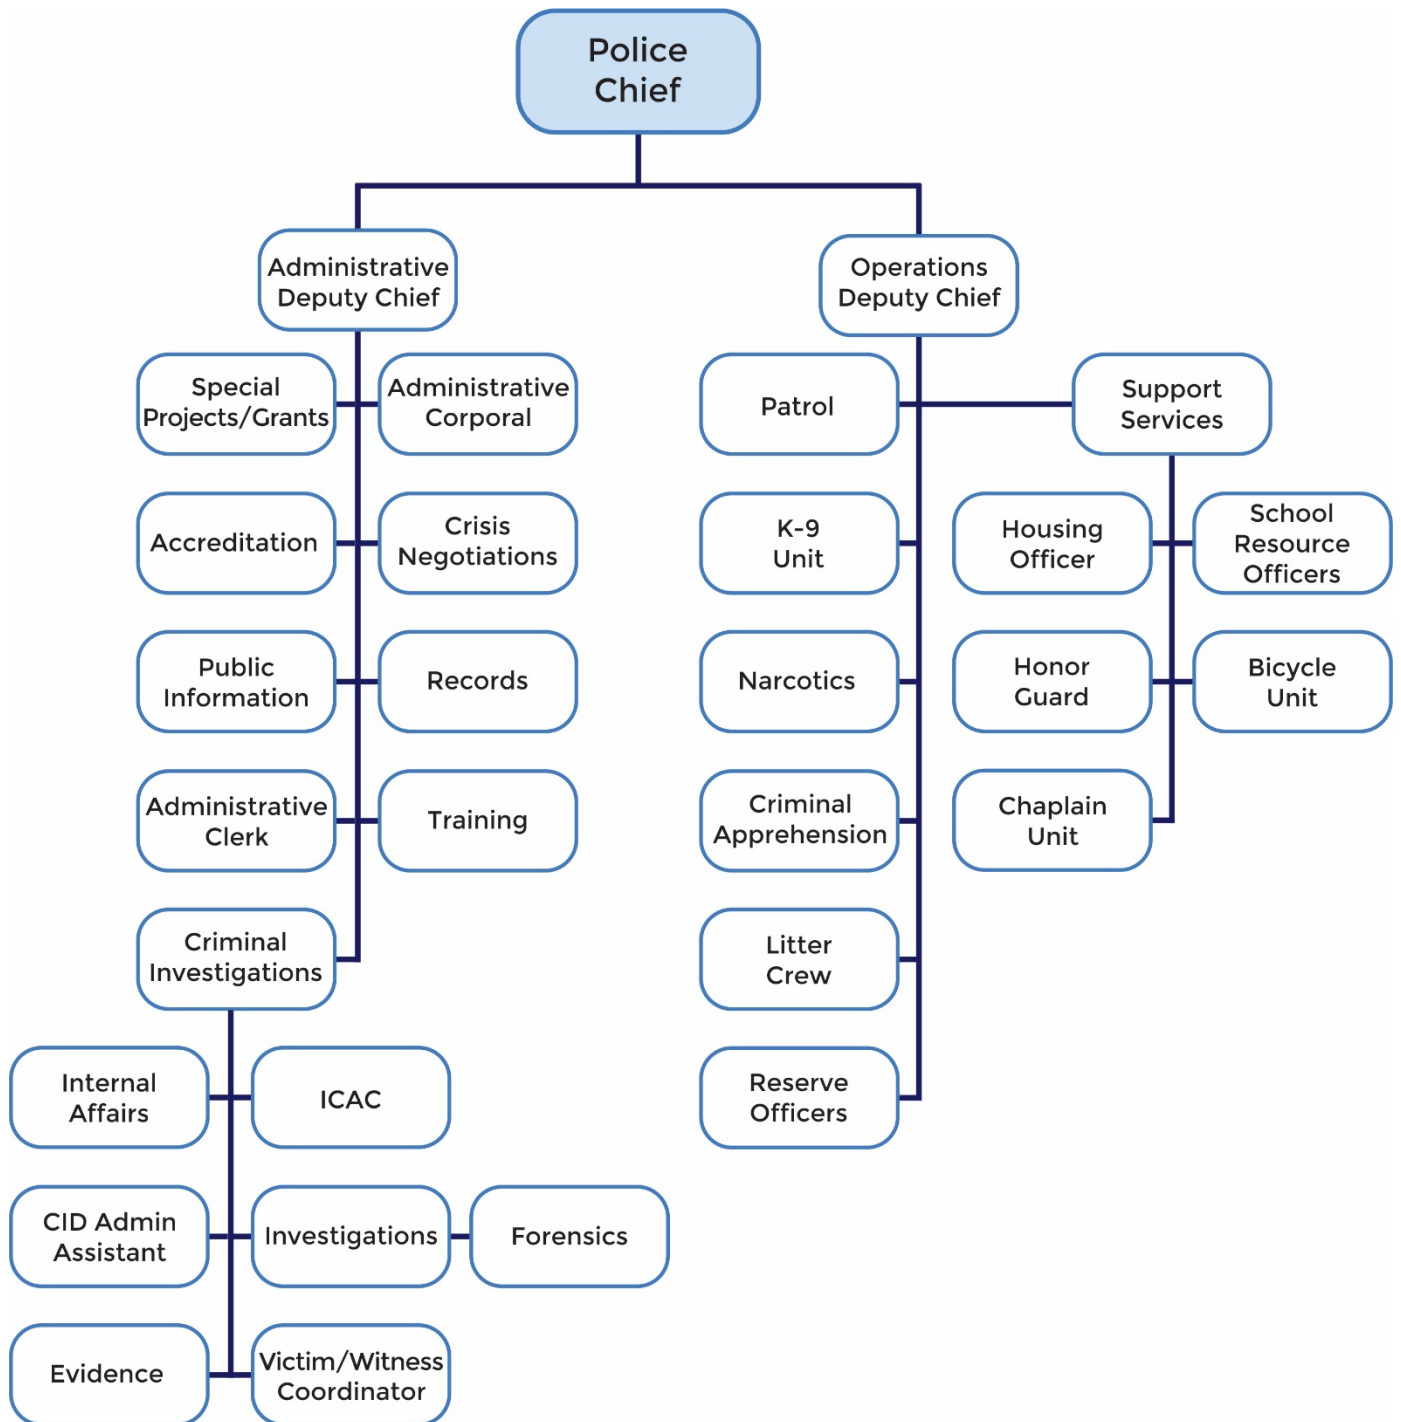 Police
Chief
Administrative
Deputy Chief
Operations
Deputy Chief
Special
Projects/Grants
Administrative
Corporal
Patrol
Support
Services
Accreditation
Crisis
Negotiations
K-9
Unit
Housing
Officer
School
Resource
Officers
Public
Information
Records
Narcotics
Honor
Guard
Bicycle
Unit
Administrative
Clerk
Training
Criminal
Apprehension
Chaplain
Unit
Criminal
Investigations
Litter
Crew
Internal
Affairs
ICAC
Reserve
Officers
CID Admin
Assistant
Investigations
Forensics
Evidence
Victim/Witness
Coordinator